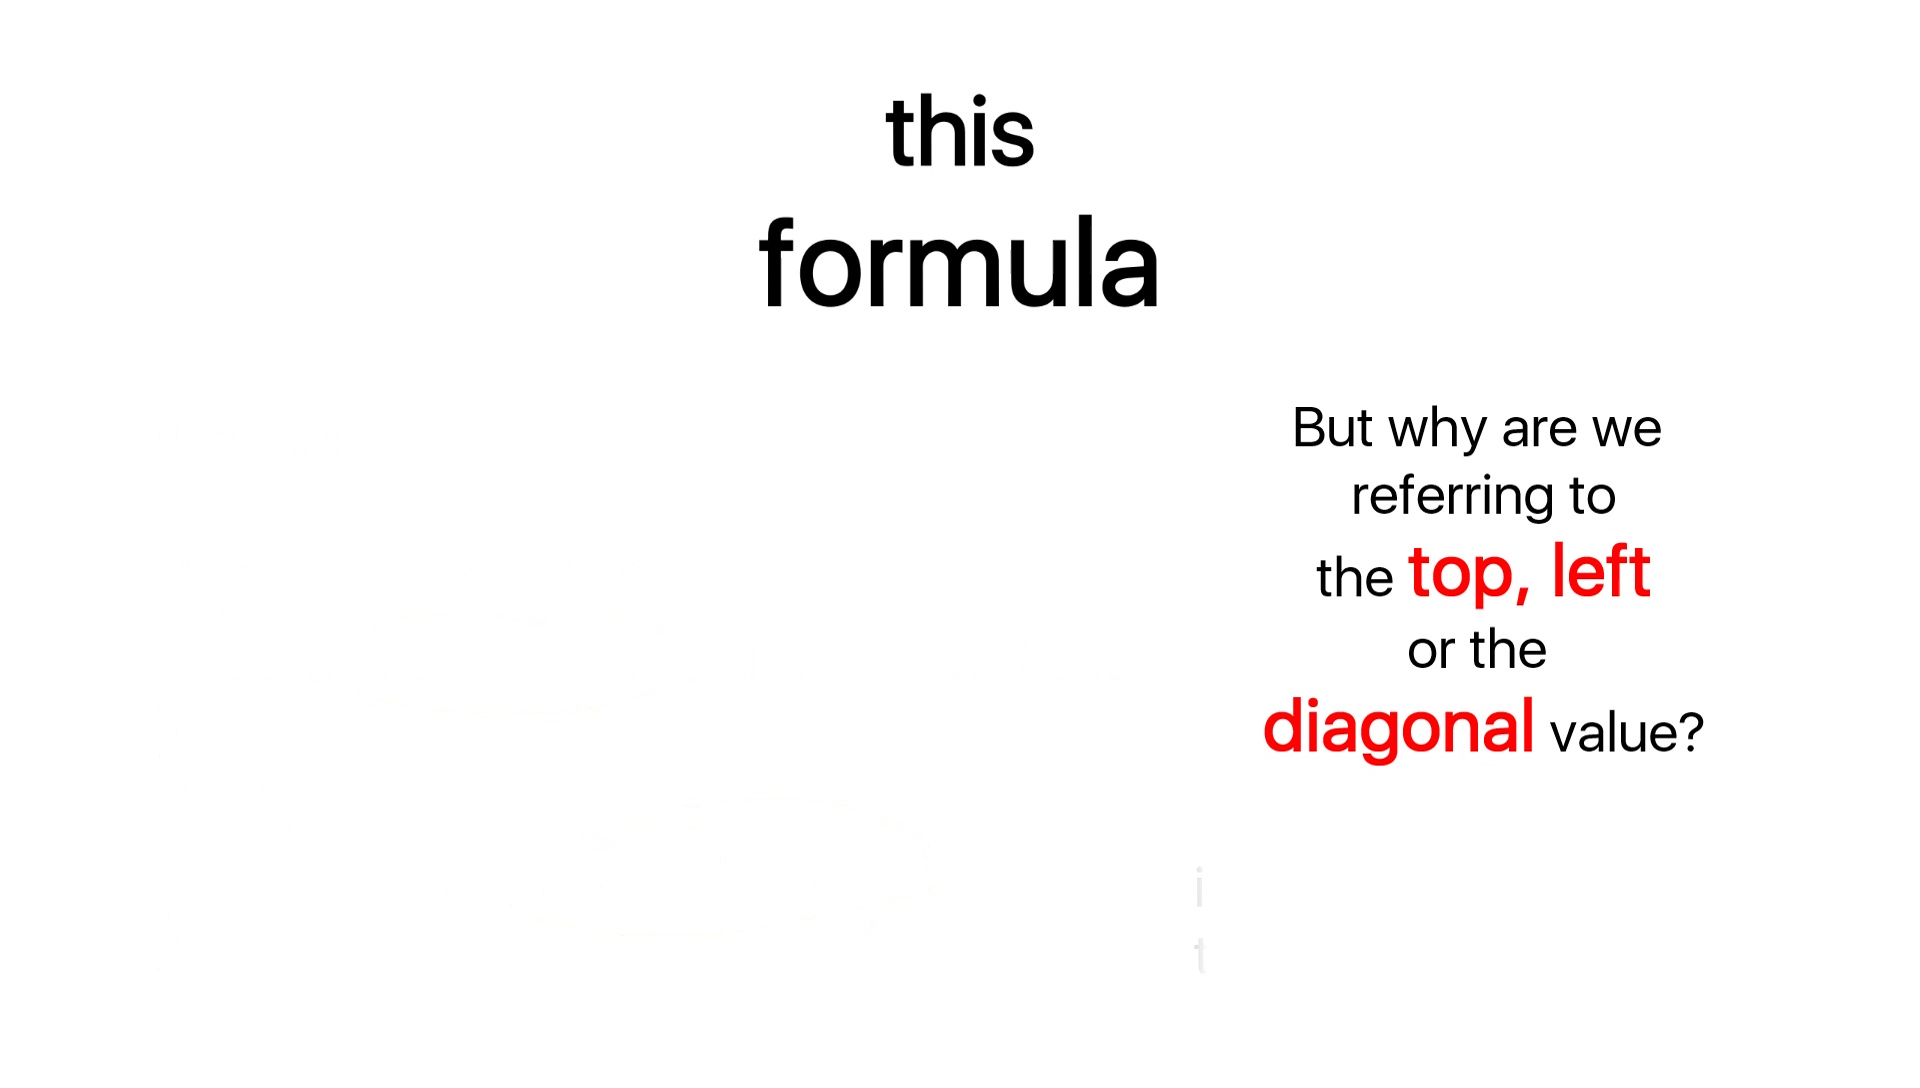 this
formula
But why are we
referring to
the top, left
or the
diagonal value?
i
t